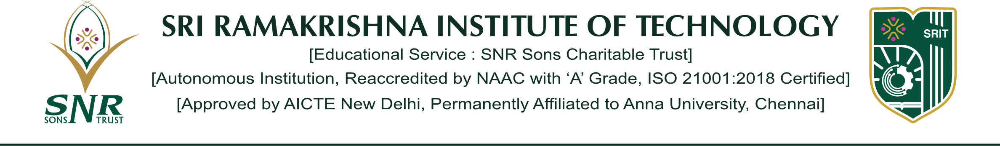 SRI RAMAKRISHNA INSTITUTE OF TECHNOLOGY
[Educational Service : SNR Sons Charitable Trust]
[Autonomous Institution, Reaccredited by NAAC with ‘A’ Grade, ISO 21001:2018 Certified]
[Approved by AICTE New Delhi, Permanently Affiliated to Anna University, Chennai]
SNR
SONS TRUST
SRIT